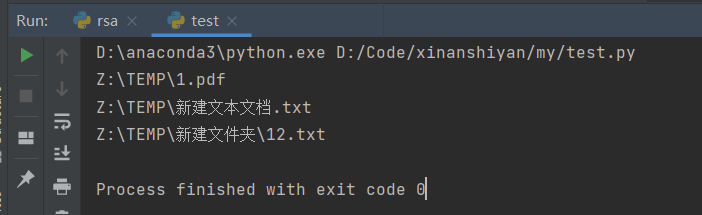 Run: rsa × test ×
D:\anaconda3\python.exe D:/Code/xinanshiyan/my/test.py
Z:\TEMP\1.pdf
Z:\TEMP\新建文本文档.txt
Z:\TEMP\新建文件夹\12.txt
Process finished with exit code 0